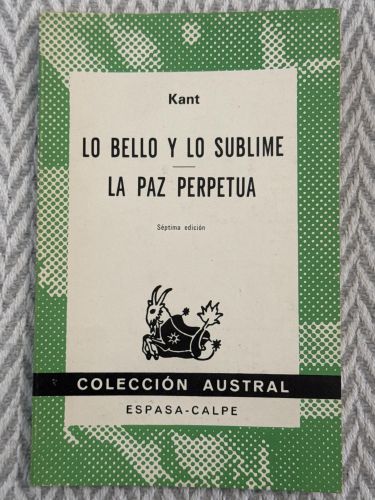 Kant
LO BELLO Y LO SUBLIME
LA PAZ PERPETUA
Séptima edición
COLECCIÓN AUSTRAL
ESPASA-CALPE